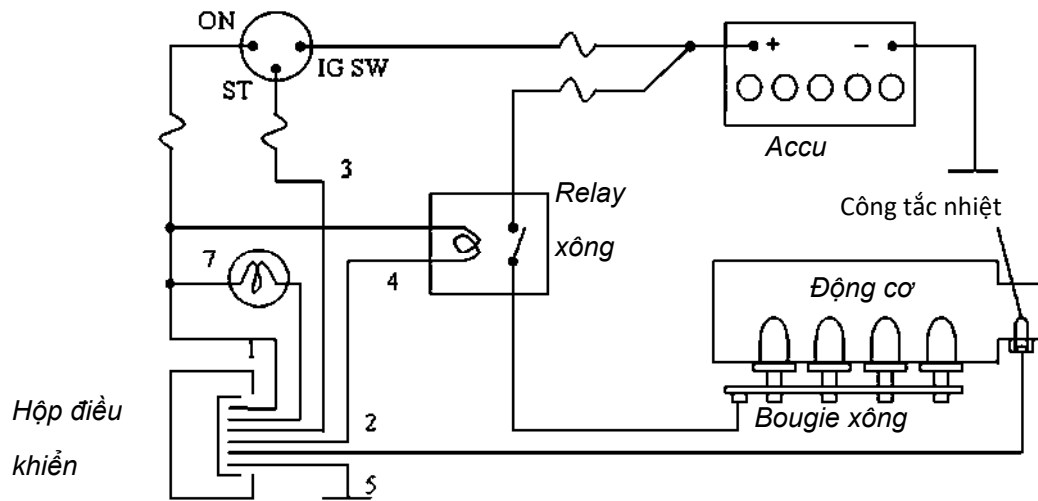 ON
IG SW
ST
+ −
Accu
3
Relay
xông
Công tắc nhiệt
7
4
Động cơ
1
Hộp điều
khiển
2
Bougie xông
5